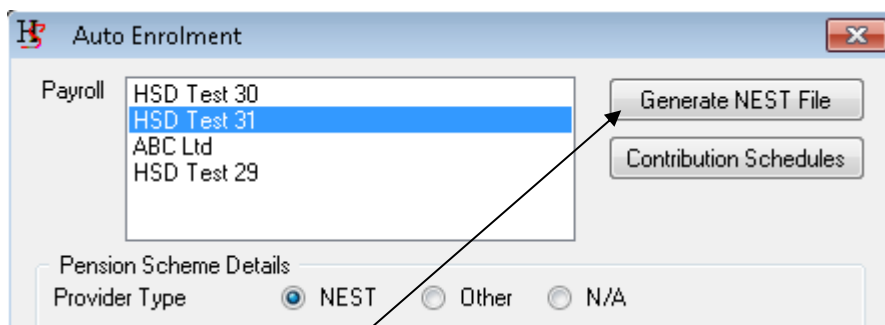 HS Auto Enrolment
Payroll
HSD Test 30
HSD Test 31
ABC Ltd
HSD Test 29
Generate NEST File
Contribution Schedules
Pension Scheme Details
Provider Type NEST Other N/A